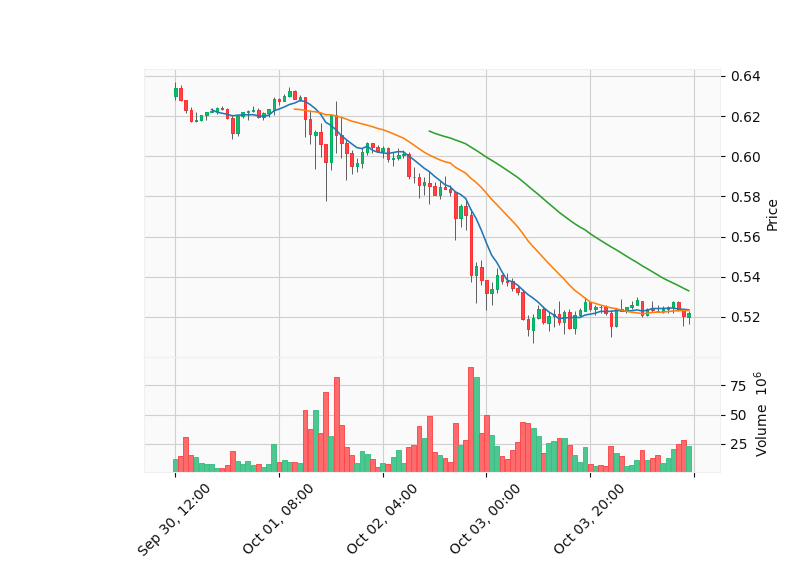 0.64
0.62
0.60
0.58
0.56
0.54
0.52
Price
75
50
25
Volume 10^6
Sep 30, 12:00
Oct 01, 08:00
Oct 02, 04:00
Oct 03, 00:00
Oct 03, 20:00